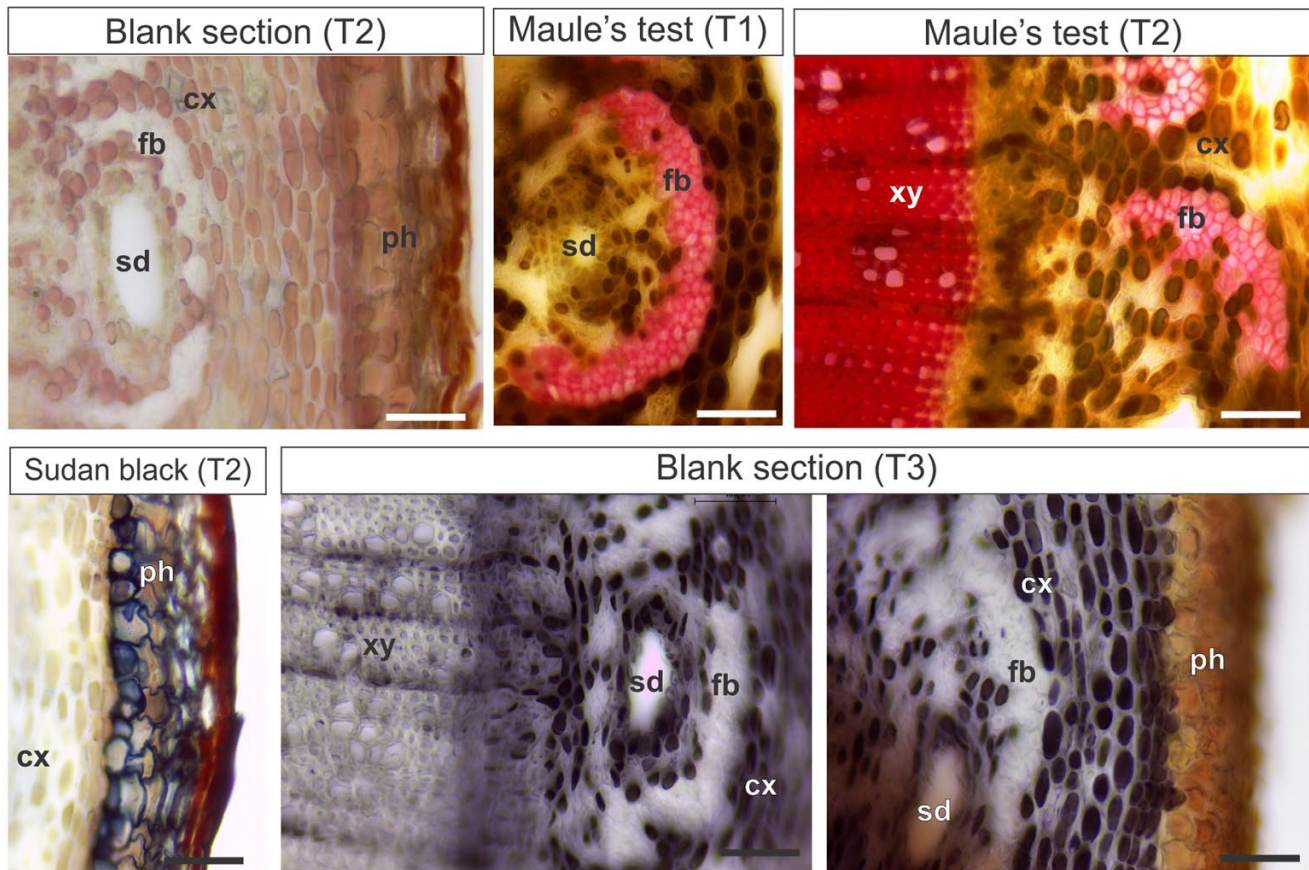 Blank section (T2)
Maule's test (T1)
Maule's test (T2)
cx
fb
sd
ph
fb
sd
xy
cx
fb
Sudan black (T2)
Blank section (T3)
ph
cx
xy
sd
fb
cx
cx
fb
ph
sd